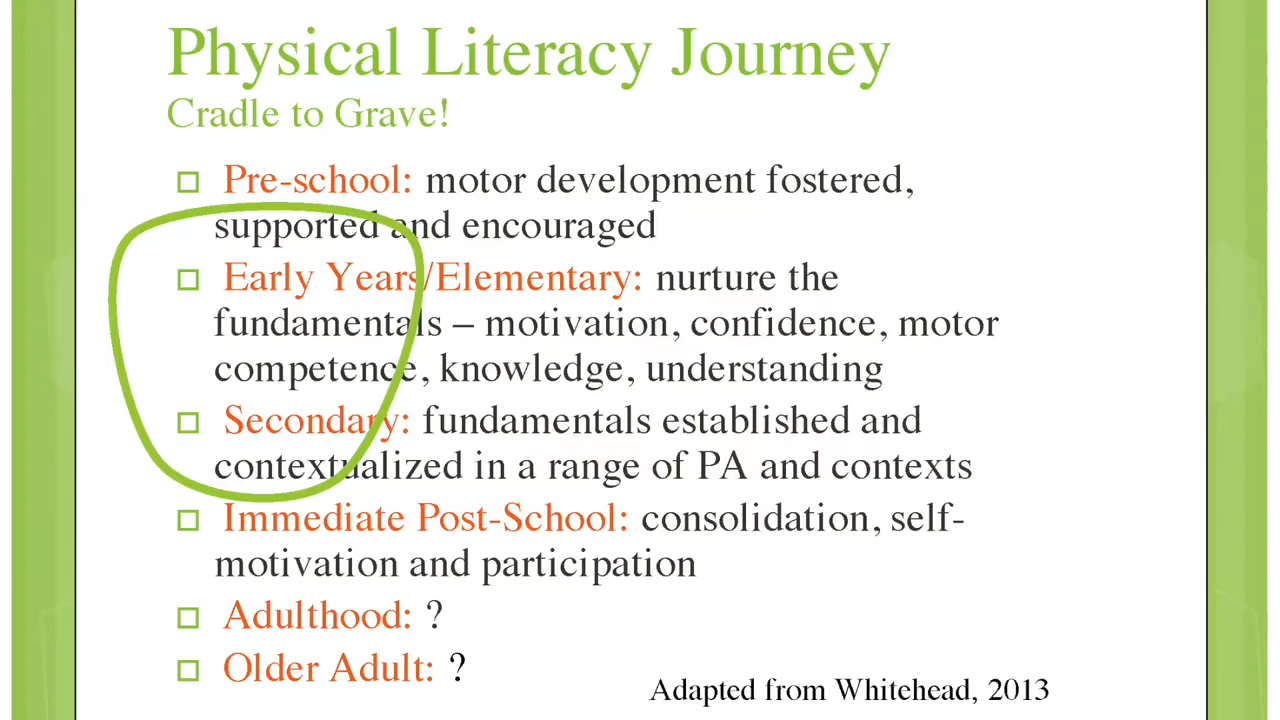 Physical Literacy Journey
Cradle to Grave!
Pre-school: motor development fostered,
supported and encouraged
Early Years/Elementary: nurture the
fundamentals – motivation, confidence, motor
competence, knowledge, understanding
Secondary: fundamentals established and
contextualized in a range of PA and contexts
Immediate Post-School: consolidation, self-
motivation and participation
Adulthood: ?
Older Adult: ?
Adapted from Whitehead, 2013